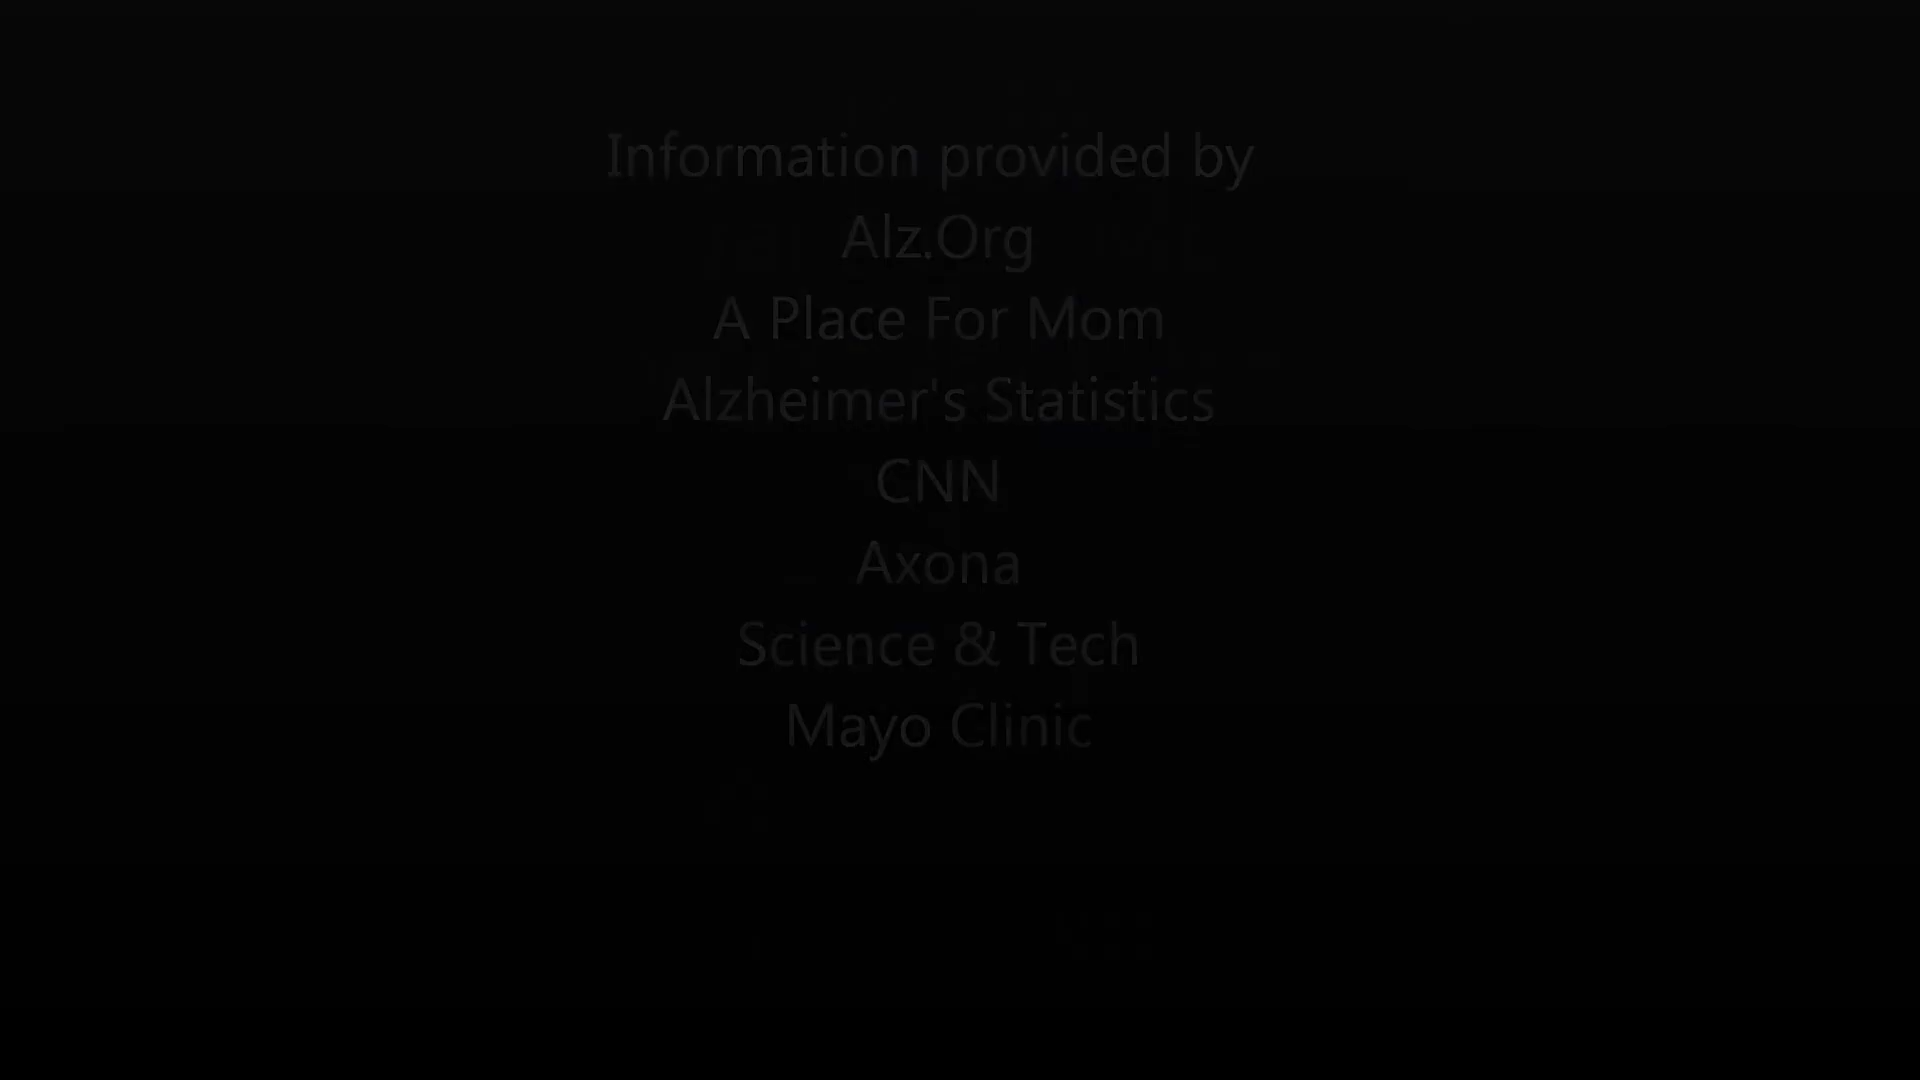 Information provided by
Alz.Org
A Place For Mom
Alzheimer's Statistics
CNN
Axona
Science & Tech
Mayo Clinic